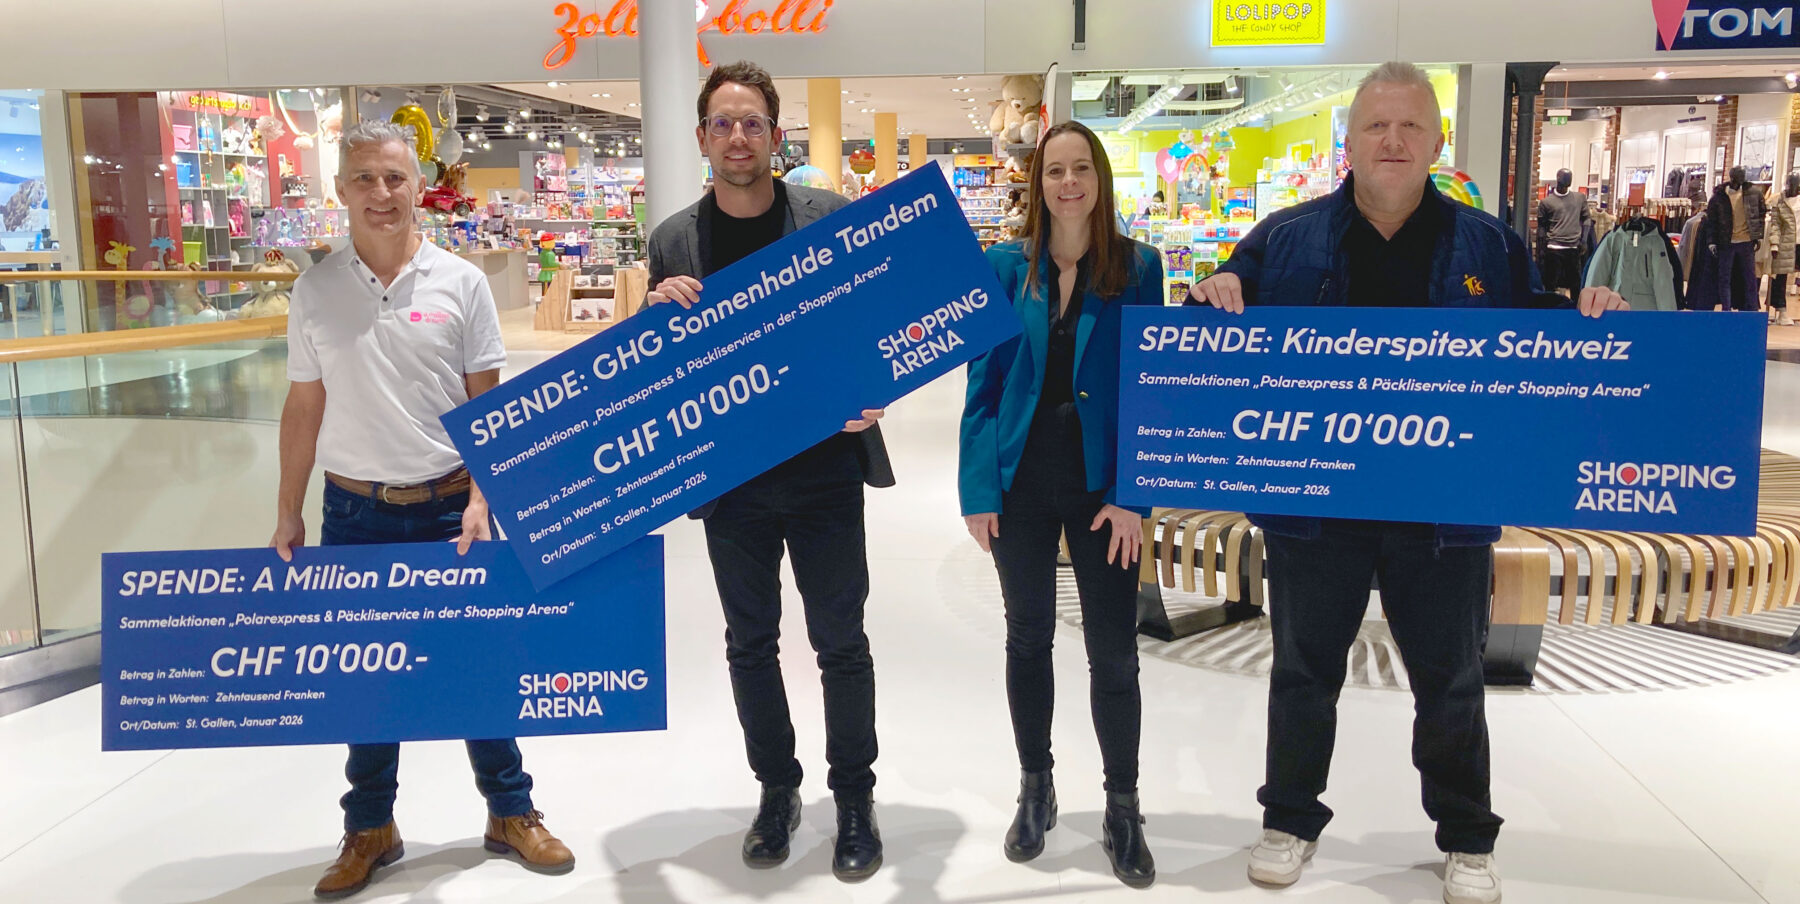 Zolli Bolli
LOLIPOP
THE CANDY SHOP
TOM
SPENDE: A Million Dream
Sammelaktionen „Polarexpress & Päckliservice in der Shopping Arena“
Betrag in Zahlen: CHF 10‘000.-
Betrag in Worten: Zehntausend Franken
Ort/Datum: St. Gallen, Januar 2026
SHOPPING
ARENA
SPENDE: GHG Sonnenhalde Tandem
Sammelaktionen „Polarexpress & Päckliservice in der Shopping Arena“
Betrag in Zahlen: CHF 10‘000.-
Betrag in Worten: Zehntausend Franken
Ort/Datum: St. Gallen, Januar 2026
SHOPPING
ARENA
SPENDE: Kinderspitex Schweiz
Sammelaktionen „Polarexpress & Päckliservice in der Shopping Arena“
Betrag in Zahlen: CHF 10‘000.-
Betrag in Worten: Zehntausend Franken
Ort/Datum: St. Gallen, Januar 2026
SHOPPING
ARENA